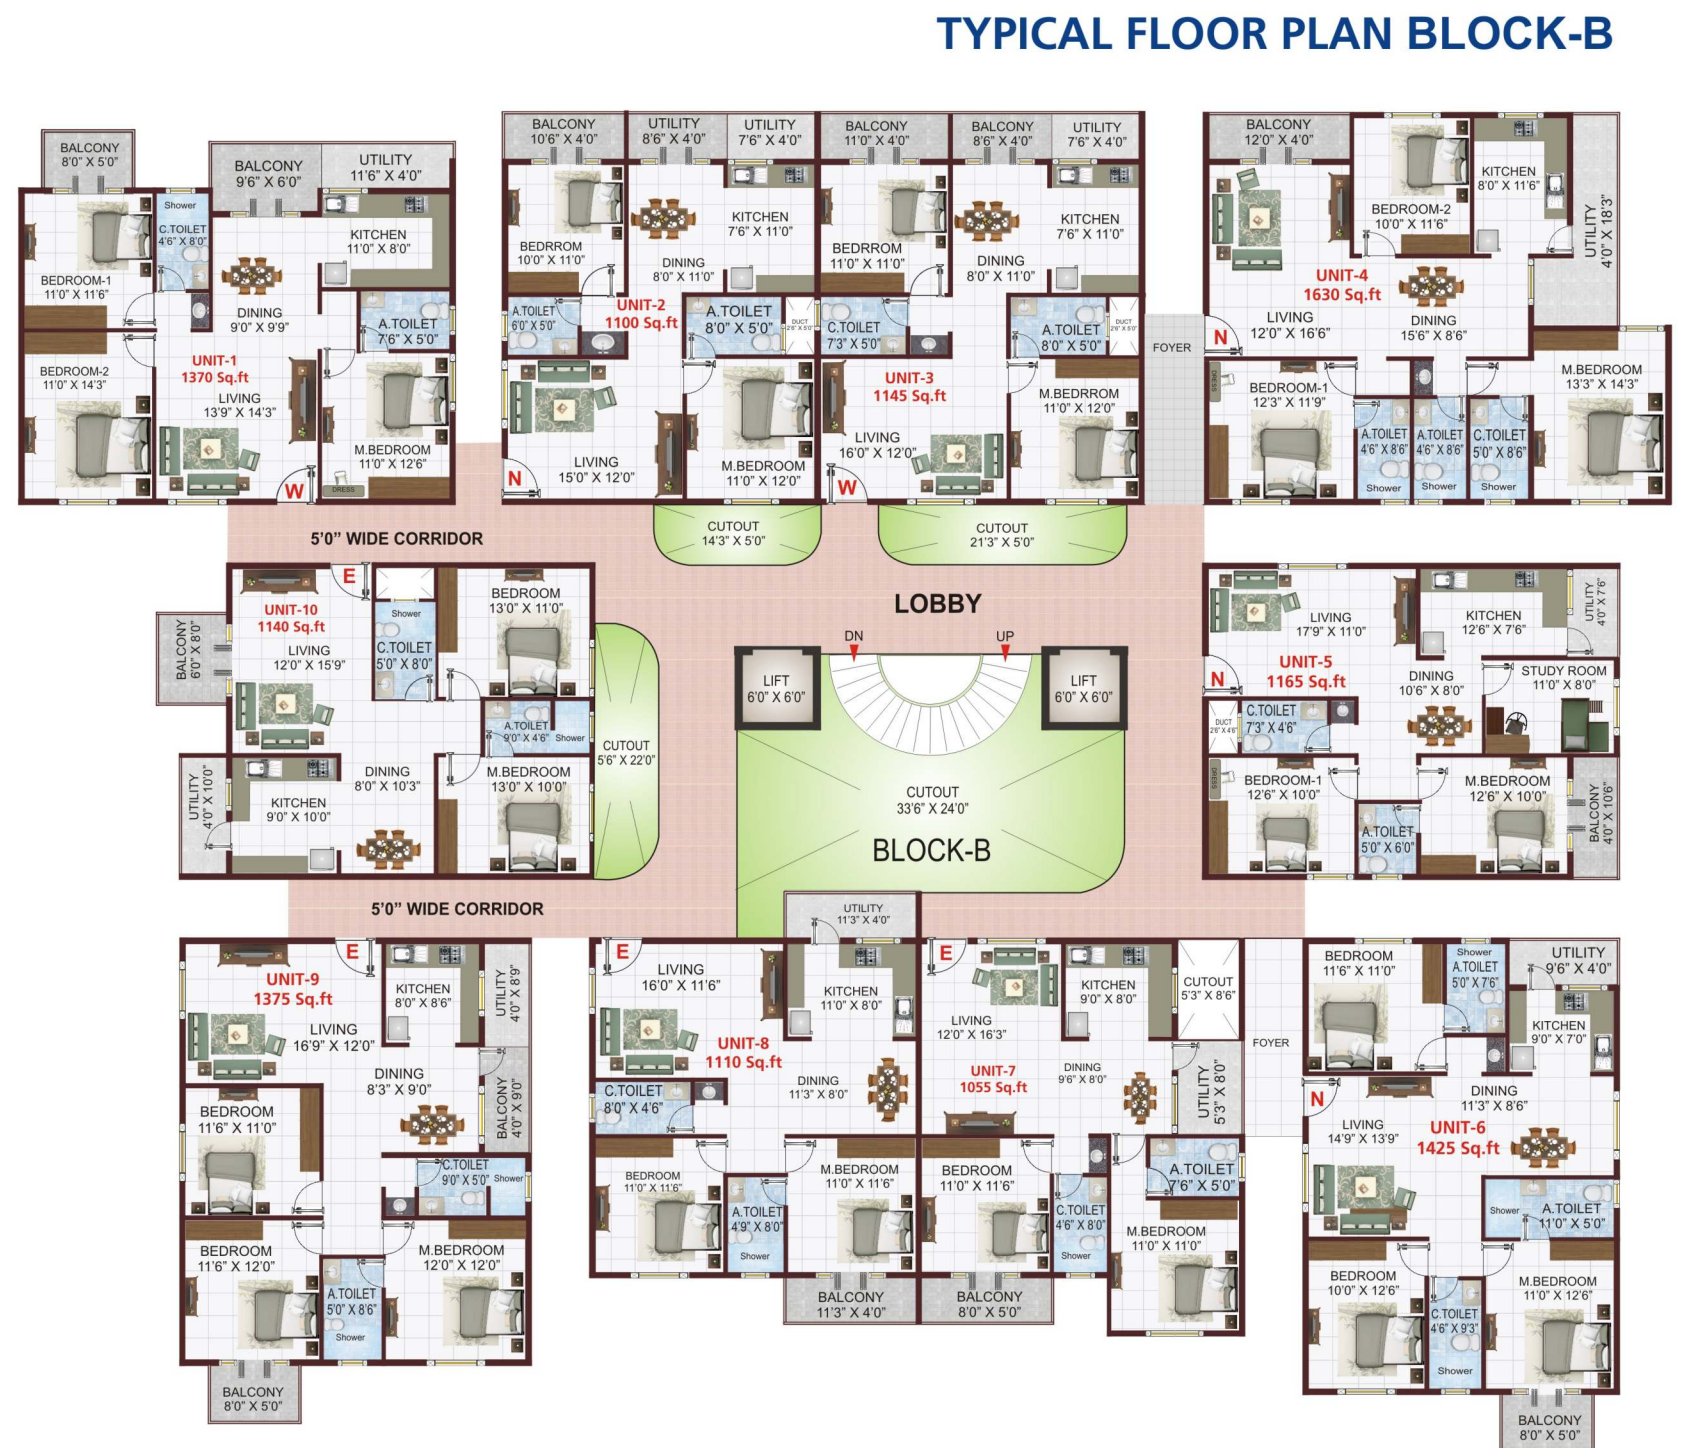 TYPICAL FLOOR PLAN BLOCK-B
BALCONY
8'0" X 5'0"
BALCONY
9'6" X 6'0"
UTILITY
11'6" X 4'0"
Shower
C.TOILET
4'6" X 8'0"
KITCHEN
11'0" X 8'0"
BEDROOM-1
11'0" X 11'6"
DINING
9'0" X 9'9"
A.TOILET
7'6" X 5'0"
UNIT-1
1370 Sq.ft
BEDROOM-2
11'0" X 14'3"
LIVING
13'9" X 14'3"
M.BEDROOM
11'0" X 12'6"
DRESS
W
BALCONY
10'6" X 4'0"
UTILITY
8'6" X 4'0"
UTILITY
7'6" X 4'0"
BEDRROM
10'0" X 11'0"
KITCHEN
7'6" X 11'0"
DINING
8'0" X 11'0"
UNIT-2
1100 Sq.ft
A.TOILET
6'0" X 5'0"
A.TOILET
8'0" X 5'0"
DUCT
2'6" X 5'0"
LIVING
15'0" X 12'0"
M.BEDROOM
11'0" X 12'0"
N
BALCONY
11'0" X 4'0"
BALCONY
8'6" X 4'0"
UTILITY
7'6" X 4'0"
BEDRROM
11'0" X 11'0"
KITCHEN
7'6" X 11'0"
DINING
8'0" X 11'0"
C.TOILET
7'3" X 5'0"
A.TOILET
8'0" X 5'0"
DUCT
2'6" X 5'0"
UNIT-3
1145 Sq.ft
LIVING
16'0" X 12'0"
M.BEDRROM
11'0" X 12'0"
W
FOYER
BALCONY
12'0" X 4'0"
KITCHEN
8'0" X 11'6"
BEDROOM-2
10'0" X 11'6"
UTILITY
4'0" X 18'3"
UNIT-4
1630 Sq.ft
LIVING
12'0" X 16'6"
DINING
15'6" X 8'6"
N
DRESS
BEDROOM-1
12'3" X 11'9"
M.BEDROOM
13'3" X 14'3"
A.TOILET
4'6" X 8'6"
Shower
A.TOILET
4'6" X 8'6"
Shower
C.TOILET
5'0" X 8'6"
Shower
5'0" WIDE CORRIDOR
CUTOUT
14'3" X 5'0"
CUTOUT
21'3" X 5'0"
LOBBY
DN
UP
LIFT
6'0" X 6'0"
LIFT
6'0" X 6'0"
CUTOUT
33'6" X 24'0"
BLOCK-B
E
UNIT-10
1140 Sq.ft
LIVING
12'0" X 15'9"
BALCONY
6'0" X 8'0"
Shower
C.TOILET
5'0" X 8'0"
BEDROOM
13'0" X 11'0"
A.TOILET
9'0" X 4'6"
Shower
CUTOUT
5'6" X 22'0"
DINING
8'0" X 10'3"
M.BEDROOM
13'0" X 10'0"
UTILITY
4'0" X 10'0"
KITCHEN
9'0" X 10'0"
LIVING
17'9" X 11'0"
KITCHEN
12'6" X 7'6"
UTILITY
4'0" X 7'6"
UNIT-5
1165 Sq.ft
N
DINING
10'6" X 8'0"
STUDY ROOM
11'0" X 8'0"
DUCT
2'6" X 4'6"
C.TOILET
7'3" X 4'6"
DRESS
BEDROOM-1
12'6" X 10'0"
M.BEDROOM
12'6" X 10'0"
A.TOILET
5'0" X 6'0"
BALCONY
4'0" X 10'6"
5'0" WIDE CORRIDOR
E
UNIT-9
1375 Sq.ft
KITCHEN
8'0" X 8'6"
UTILITY
4'0" X 8'9"
LIVING
16'9" X 12'0"
DINING
8'3" X 9'0"
BALCONY
4'0" X 9'0"
BEDROOM
11'6" X 11'0"
C.TOILET
9'0" X 5'0"
Shower
BEDROOM
11'6" X 12'0"
M.BEDROOM
12'0" X 12'0"
A.TOILET
5'0" X 8'6"
Shower
BALCONY
8'0" X 5'0"
UTILITY
11'3" X 4'0"
E
LIVING
16'0" X 11'6"
KITCHEN
11'0" X 8'0"
UNIT-8
1110 Sq.ft
C.TOILET
8'0" X 4'6"
DINING
11'3" X 8'0"
BEDROOM
11'0" X 11'6"
M.BEDROOM
11'0" X 11'6"
A.TOILET
4'9" X 8'0"
Shower
BALCONY
11'3" X 4'0"
E
KITCHEN
9'0" X 8'0"
CUTOUT
5'3" X 8'6"
LIVING
12'0" X 16'3"
UNIT-7
1055 Sq.ft
DINING
9'6" X 8'0"
UTILITY
5'3" X 8'0"
FOYER
BEDROOM
11'0" X 11'6"
C.TOILET
4'6" X 8'0"
Shower
A.TOILET
7'6" X 5'0"
M.BEDROOM
11'0" X 11'0"
BALCONY
8'0" X 5'0"
BEDROOM
11'6" X 11'0"
Shower
A.TOILET
5'0" X 7'6"
UTILITY
9'6" X 4'0"
KITCHEN
9'0" X 7'0"
N
DINING
11'3" X 8'6"
LIVING
14'9" X 13'9"
UNIT-6
1425 Sq.ft
Shower
A.TOILET
11'0" X 5'0"
BEDROOM
10'0" X 12'6"
M.BEDROOM
11'0" X 12'6"
C.TOILET
4'6" X 9'3"
Shower
BALCONY
8'0" X 5'0"